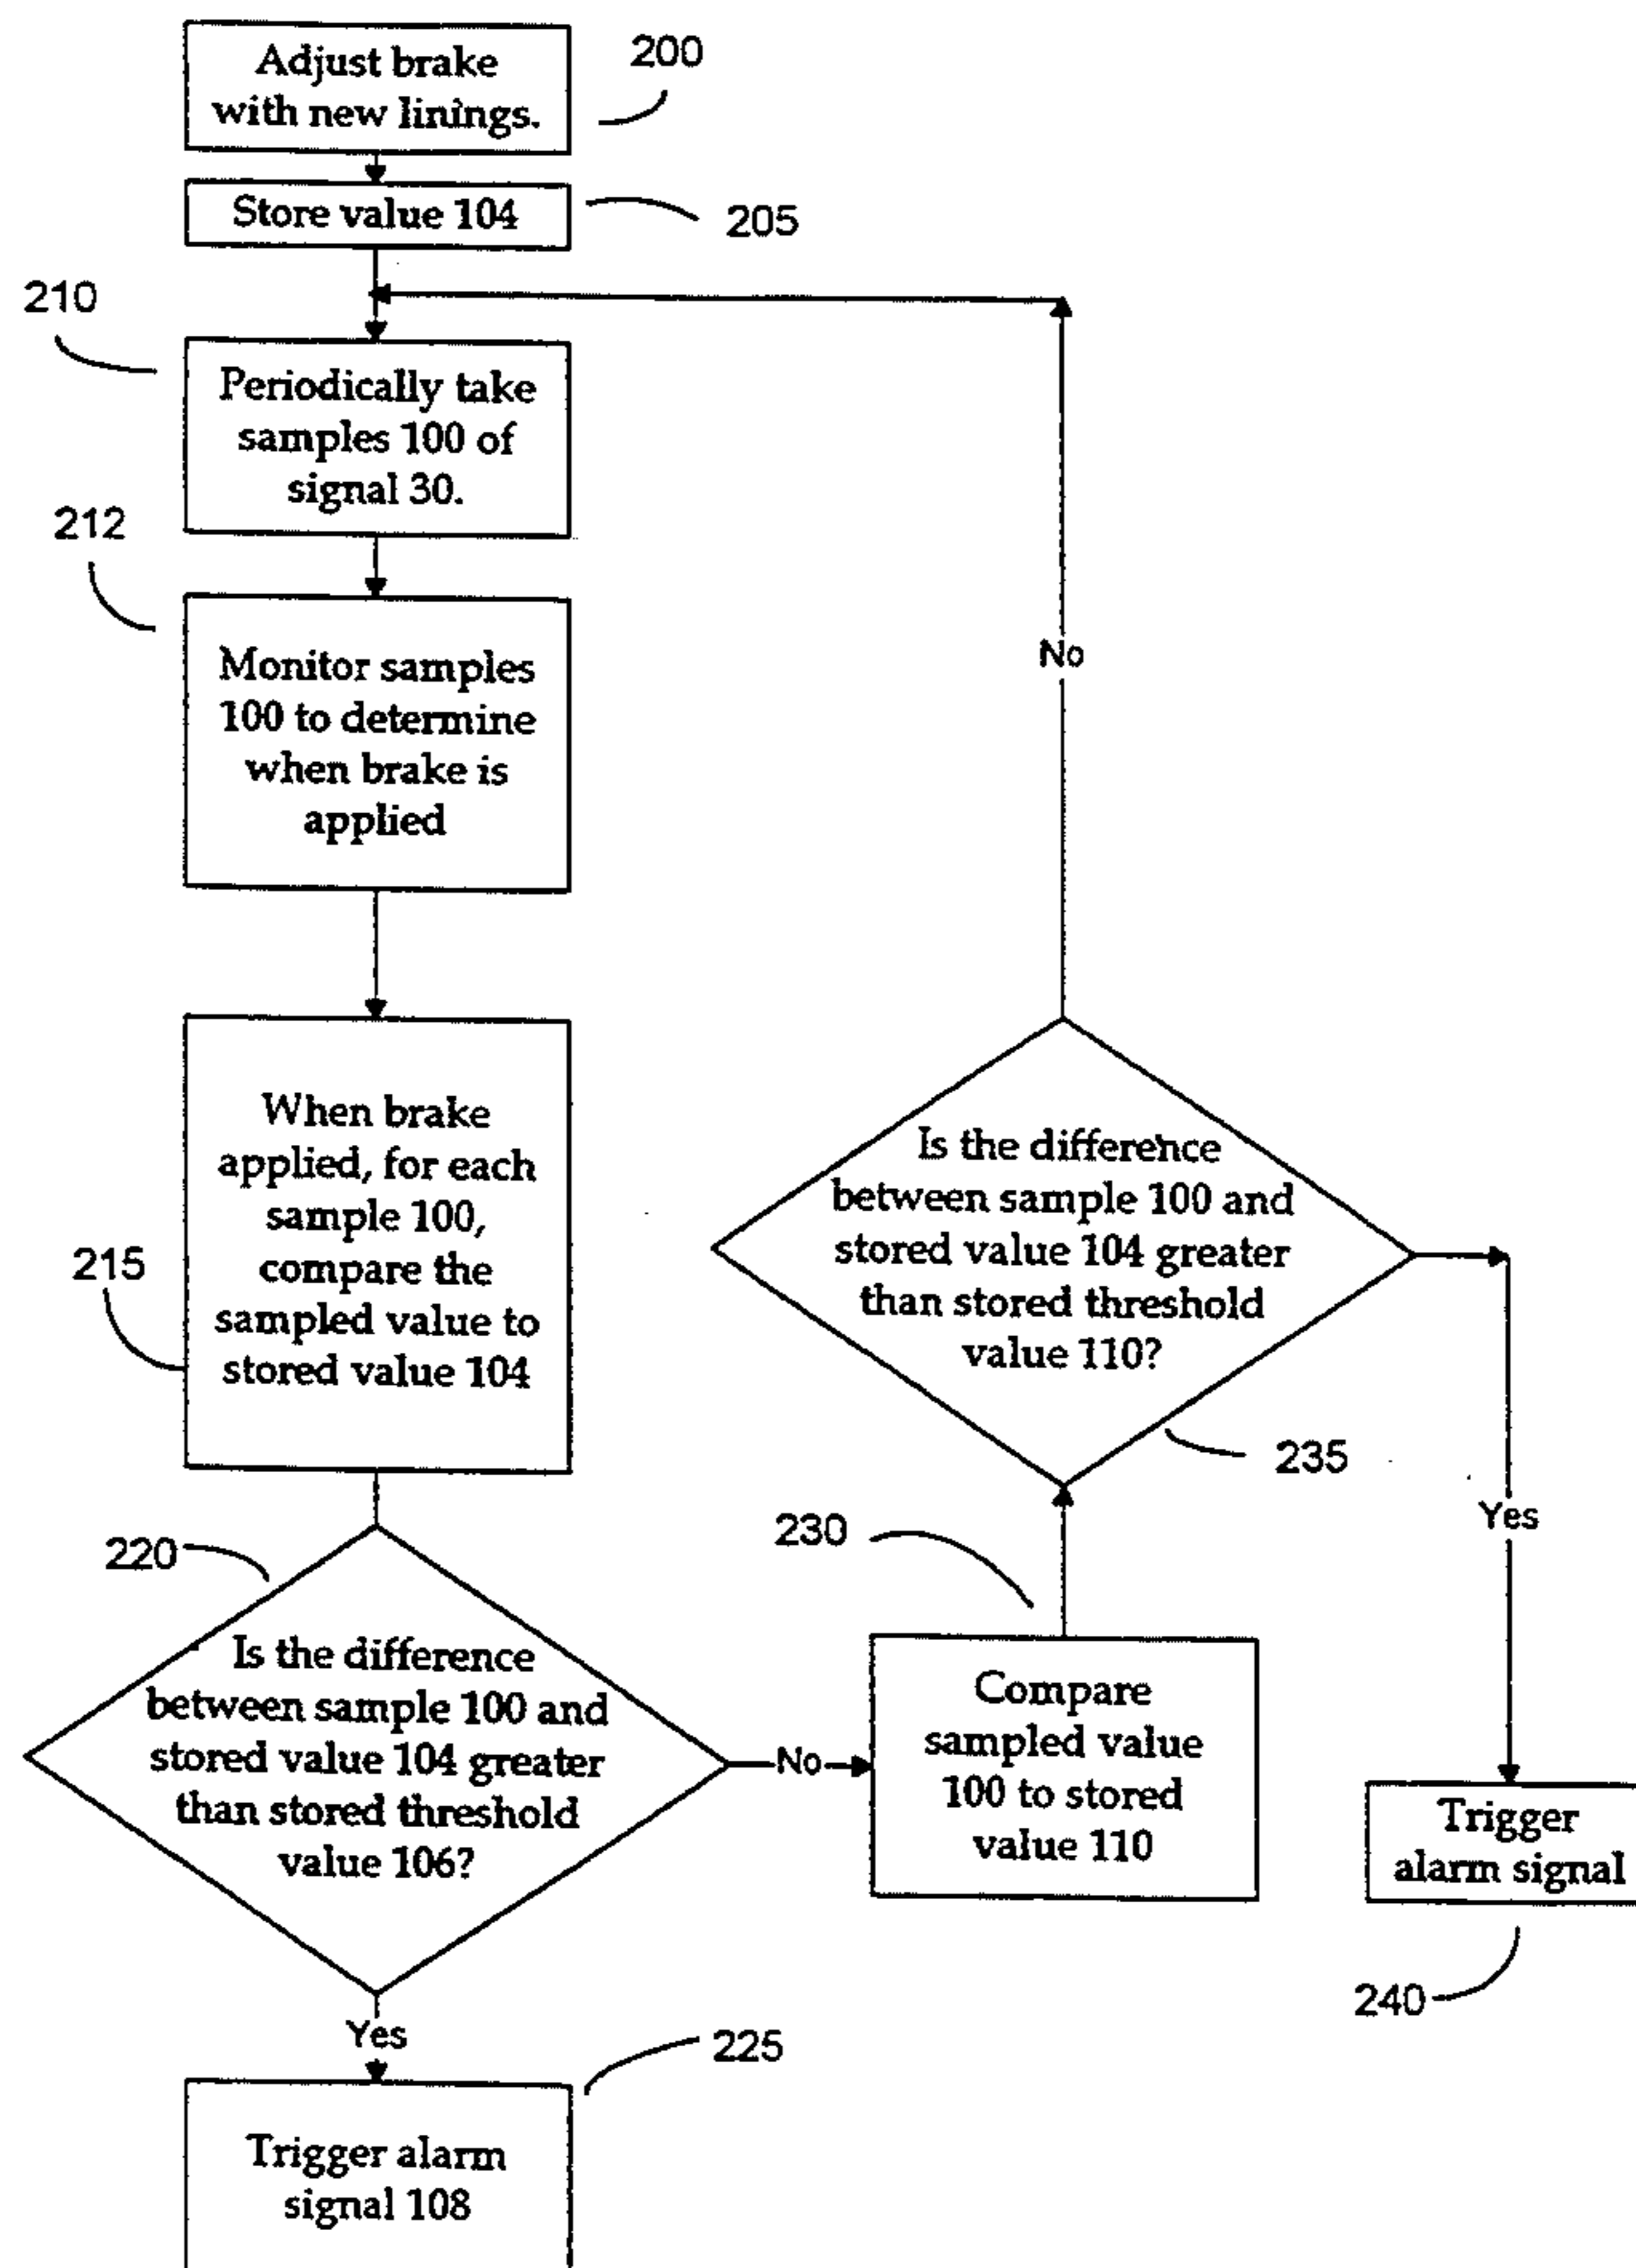 Adjust brake
with new linings.
200
Store value 104
205
210
Periodically take
samples 100 of
signal 30.
212
Monitor samples
100 to determine
when brake is
applied
No
When brake
applied, for each
sample 100,
compare the
sampled value to
stored value 104
215
Is the difference
between sample 100 and
stored value 104 greater
than stored threshold
value 110?
235
Yes
220
Is the difference
between sample 100 and
stored value 104 greater
than stored threshold
value 106?
No
230
Compare
sampled value
100 to stored
value 110
Trigger
alarm signal
240
Yes
225
Trigger alarm
signal 108